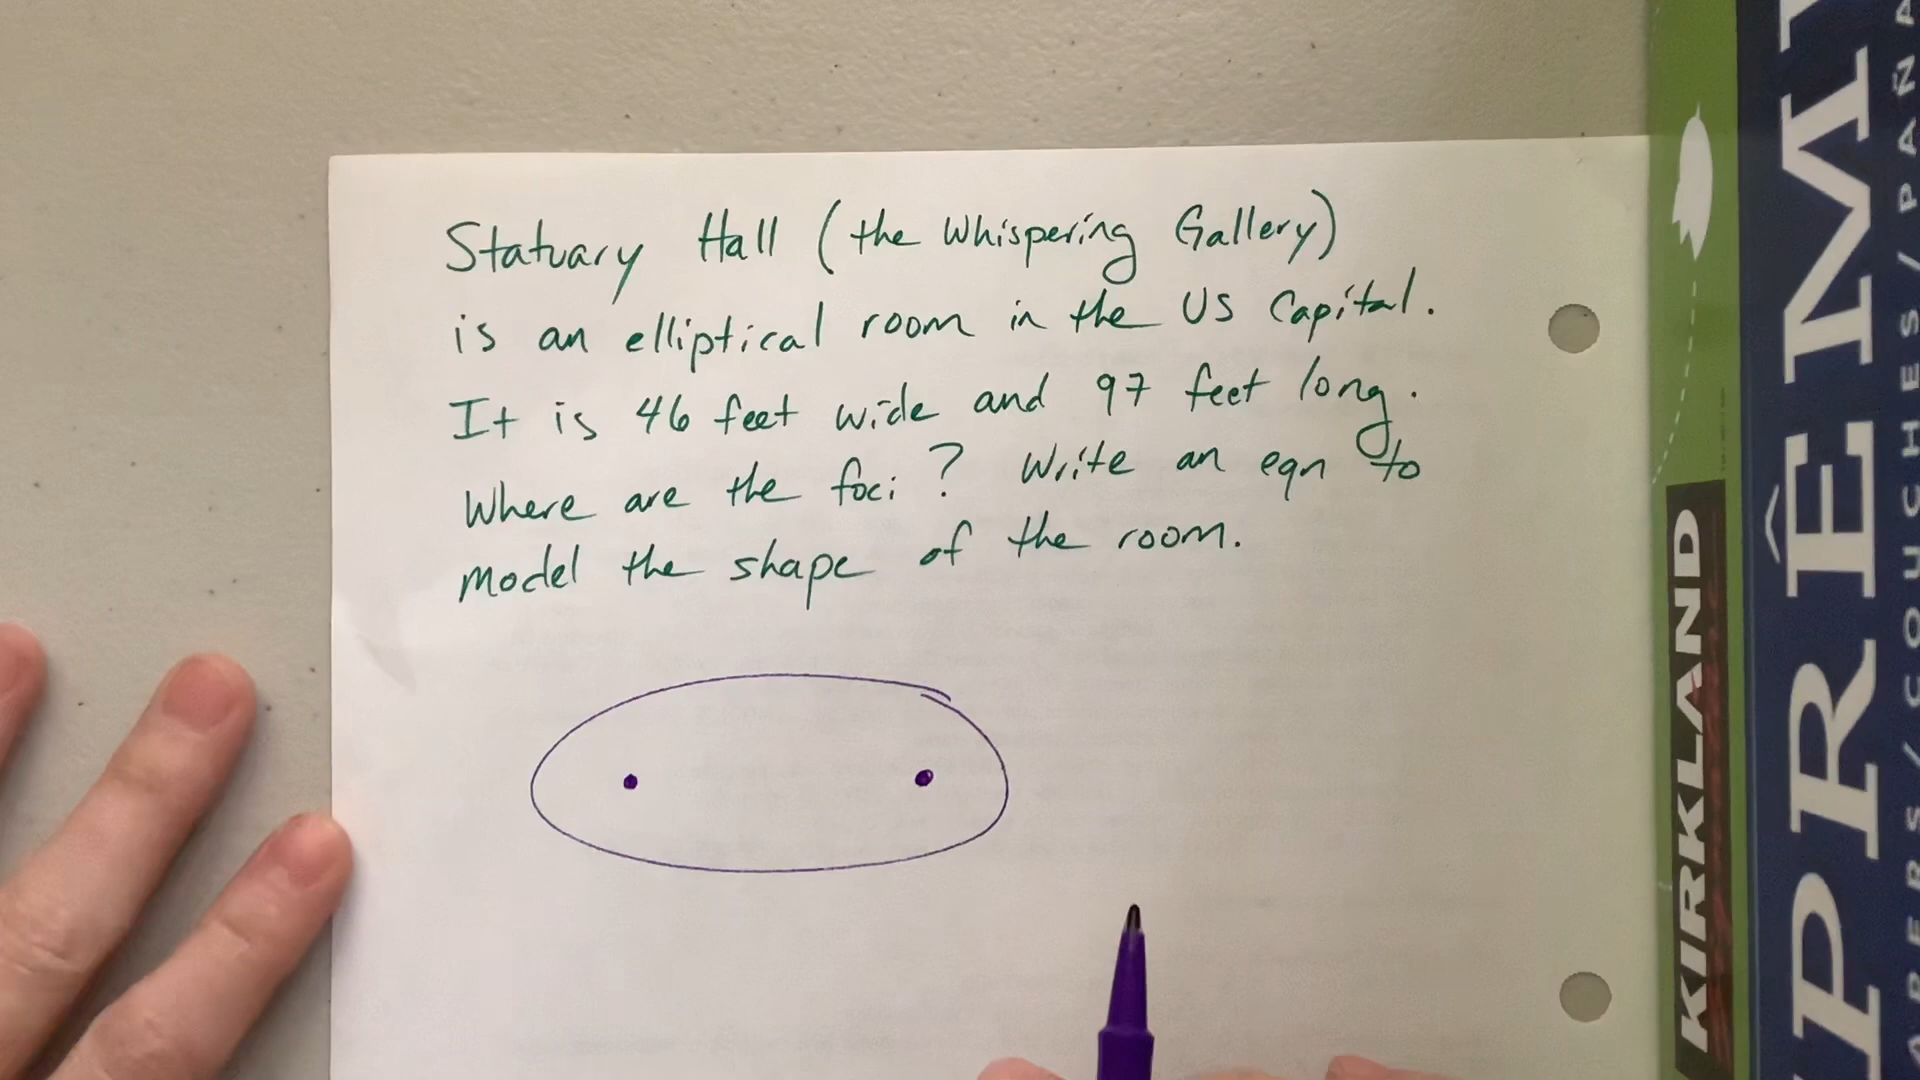 Statuary Hall (the Whispering Gallery)
is an elliptical room in the US Capital.
It is 46 feet wide and 97 feet long.
Where are the foci? Write an eqn to
model the shape of the room.
KIRKLAND